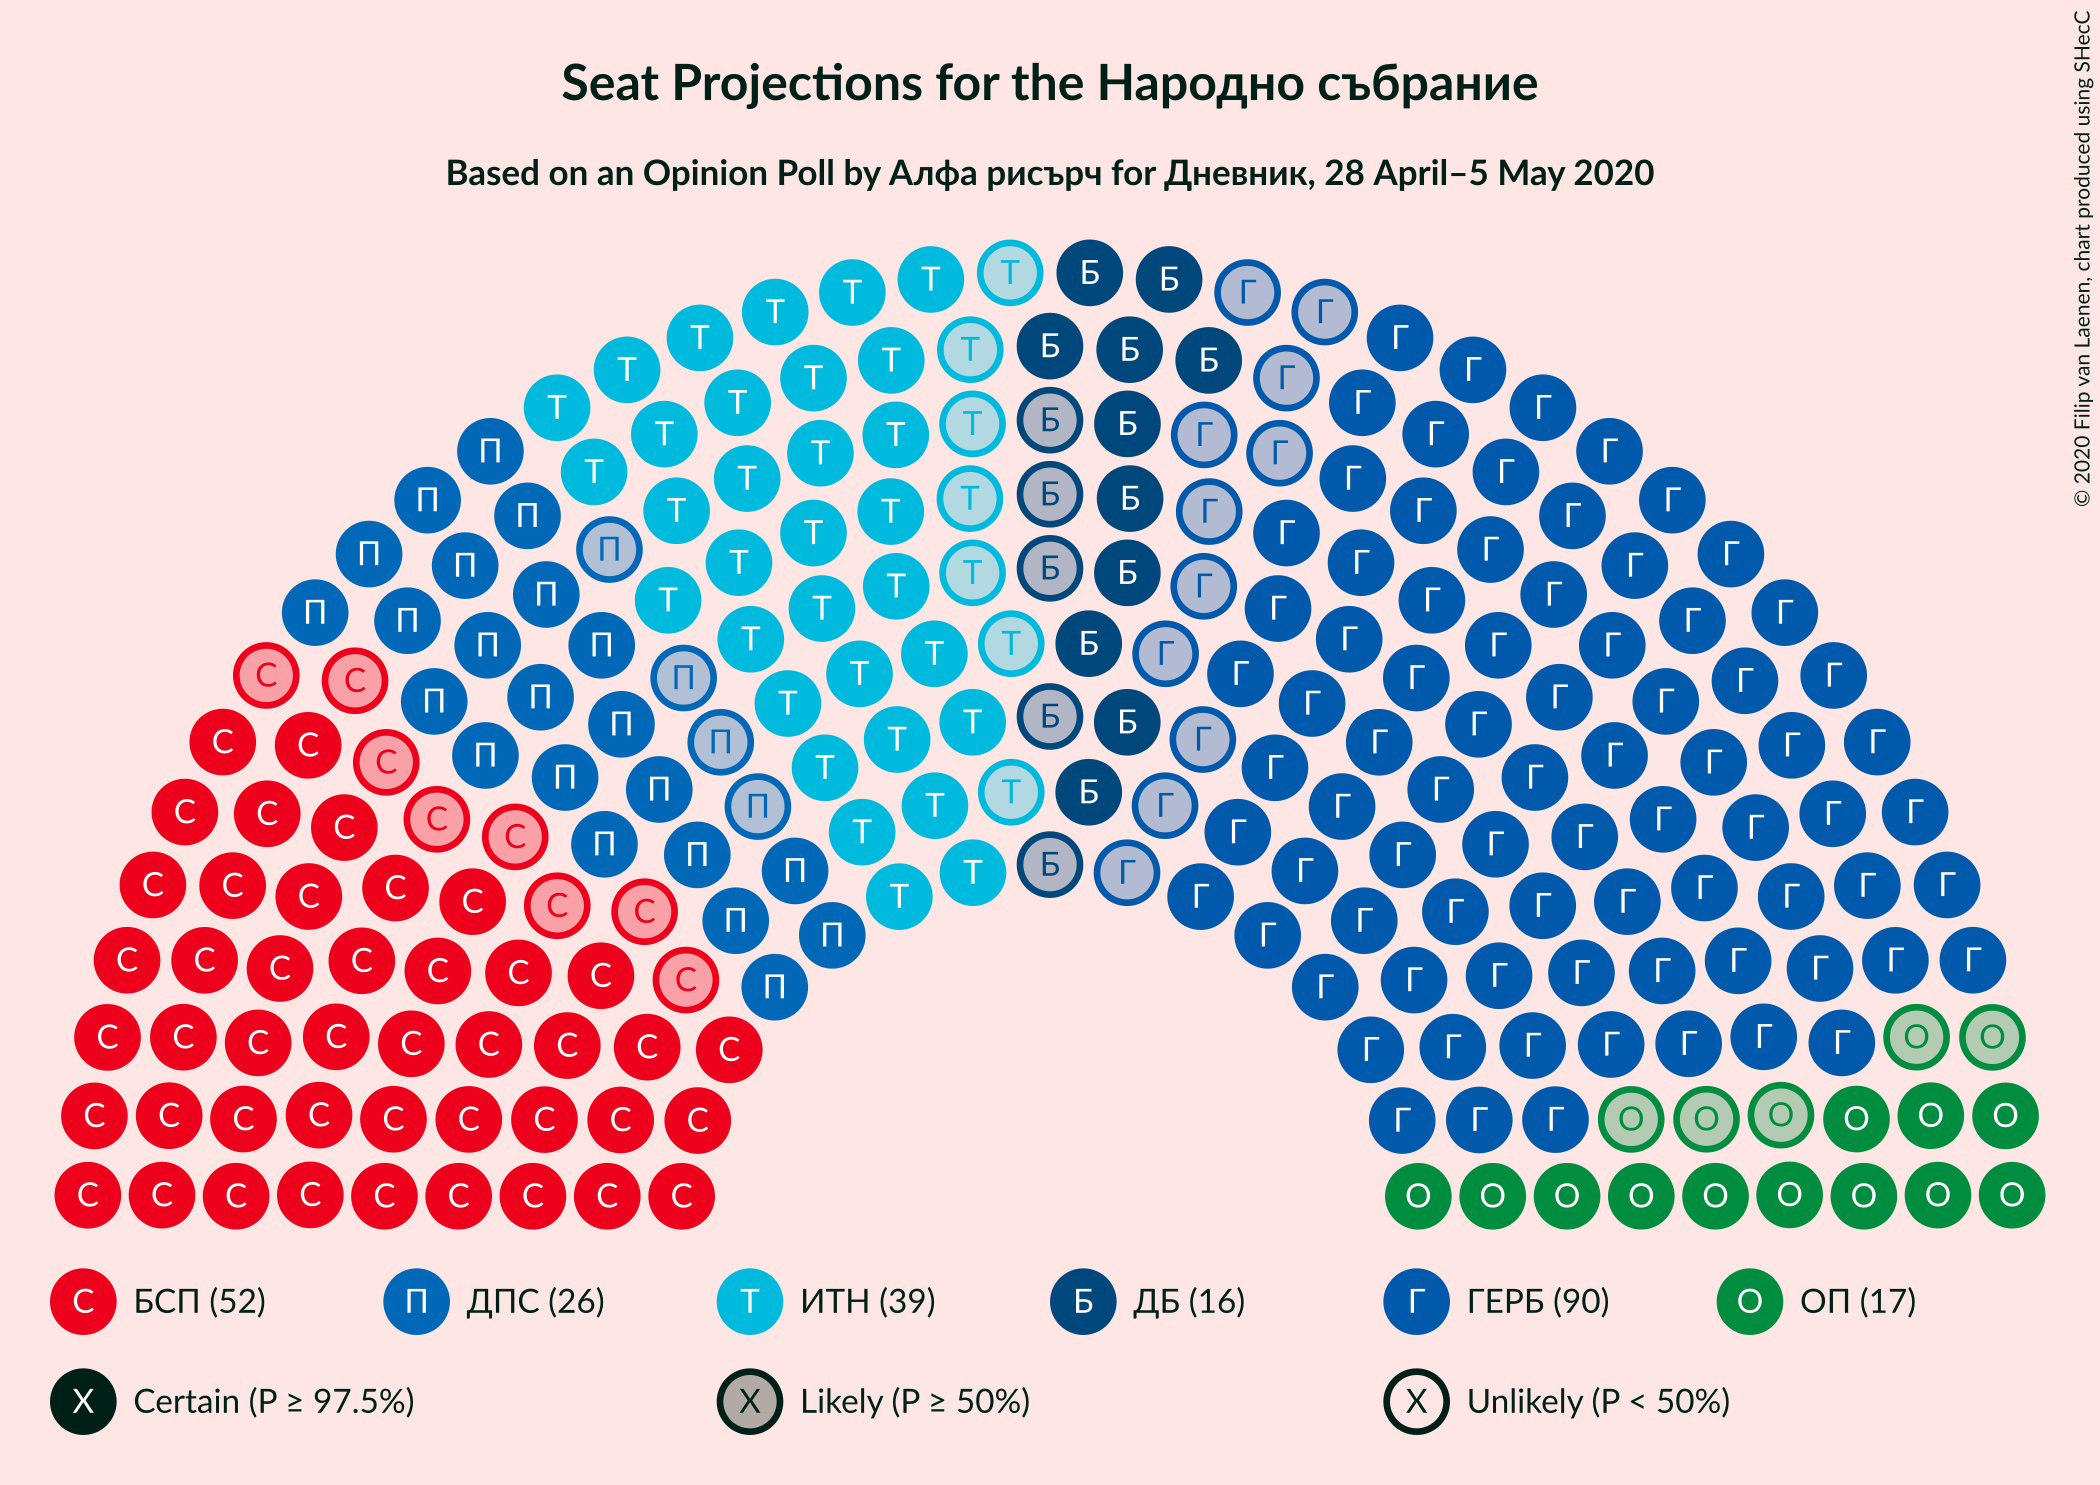 Seat Projections for the Народно събрание
Based on an Opinion Poll by Алфа рисърч for Дневник, 28 April–5 May 2020
© 2020 Filip van Laenen, chart produced using SHecC
С БСП (52) П ДПС (26) Т ИТН (39) Б ДБ (16) Г ГЕРБ (90) О ОП (17)
X Certain (P ≥ 97.5%) X Likely (P ≥ 50%) X Unlikely (P < 50%)